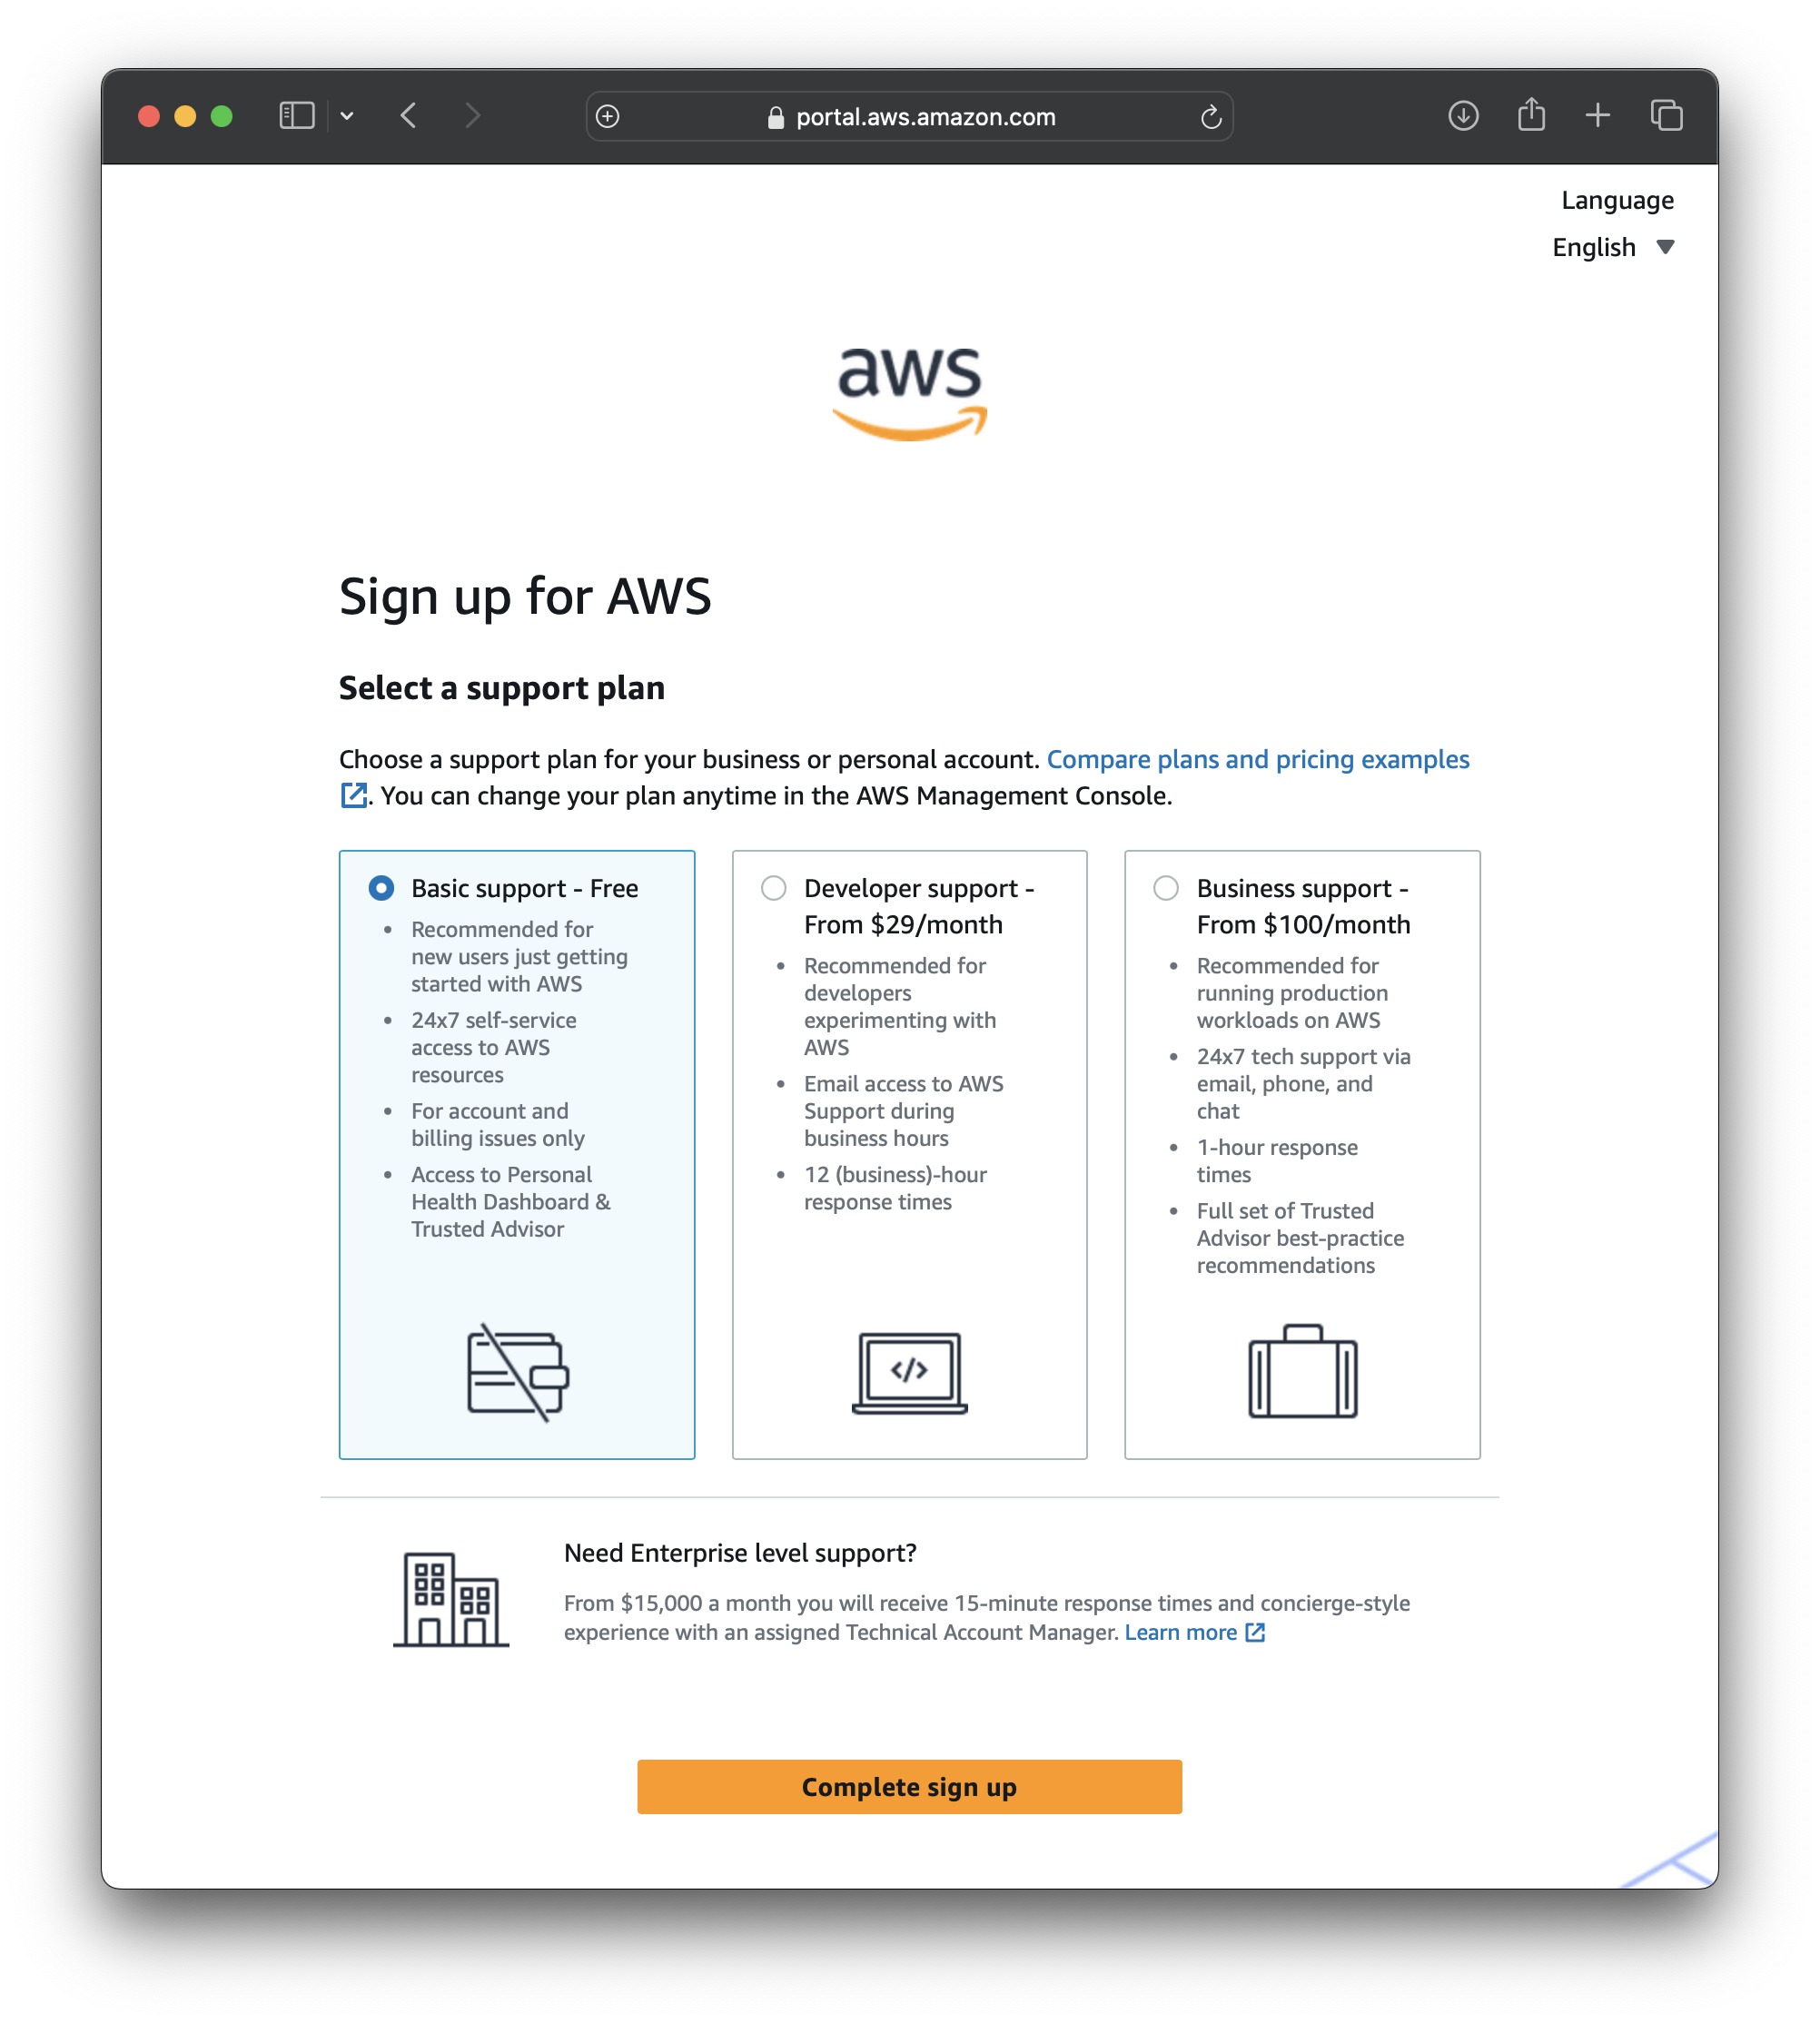 portal.aws.amazon.com
Language
English
aws
Sign up for AWS
Select a support plan
Choose a support plan for your business or personal account. Compare plans and pricing examples
. You can change your plan anytime in the AWS Management Console.
Basic support - Free
Recommended for
new users just getting
started with AWS
24x7 self-service
access to AWS
resources
For account and
billing issues only
Access to Personal
Health Dashboard &
Trusted Advisor
Developer support -
From $29/month
Recommended for
developers
experimenting with
AWS
Email access to AWS
Support during
business hours
12 (business)-hour
response times
</>
Business support -
From $100/month
Recommended for
running production
workloads on AWS
24x7 tech support via
email, phone, and
chat
1-hour response
times
Full set of Trusted
Advisor best-practice
recommendations
Need Enterprise level support?
From $15,000 a month you will receive 15-minute response times and concierge-style
experience with an assigned Technical Account Manager. Learn more
Complete sign up